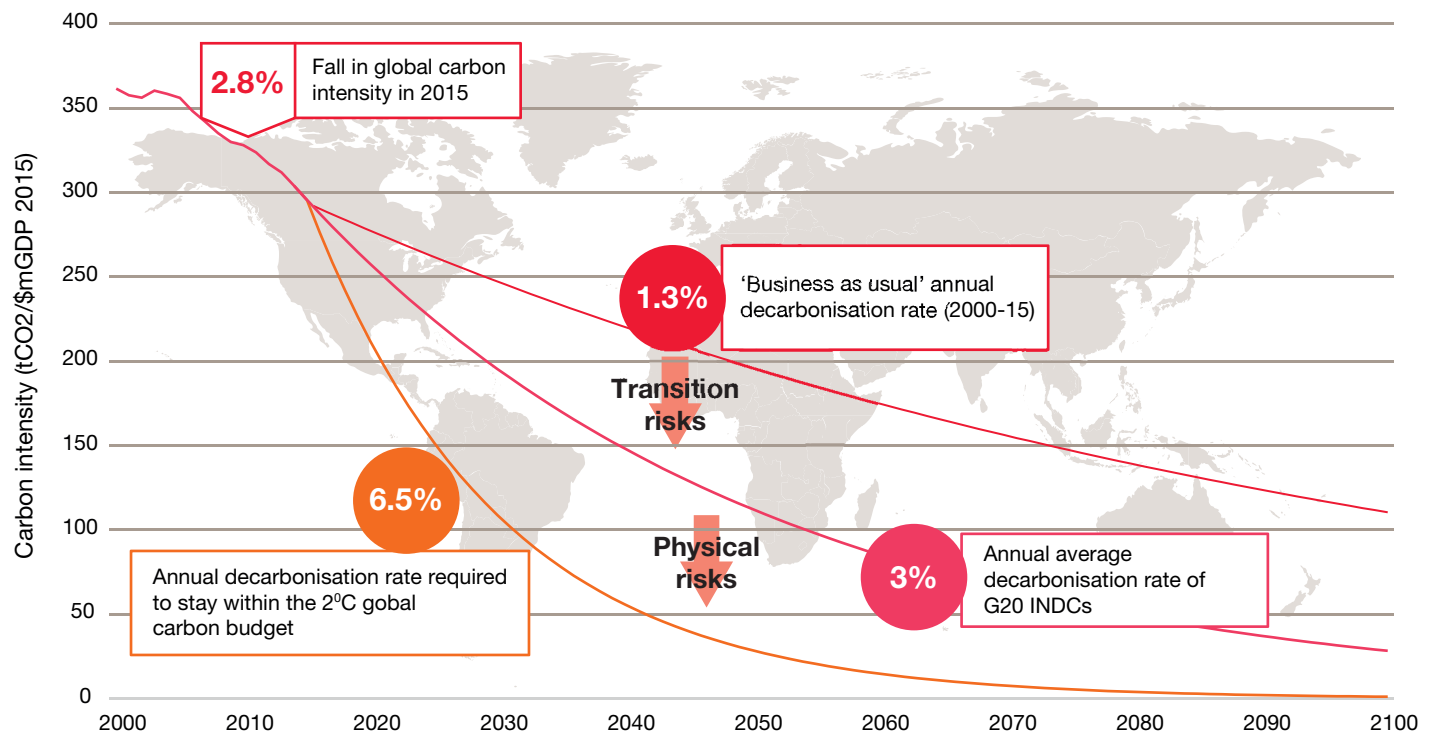 400
350
300
250
200
150
100
50
0
Carbon intensity (tCO2/$mGDP 2015)
2.8%
Fall in global carbon
intensity in 2015
1.3%
‘Business as usual’ annual
decarbonisation rate (2000-15)
Transition
risks
6.5%
Annual decarbonisation rate required
to stay within the 2⁰C gobal
carbon budget
Physical
risks
3%
Annual average
decarbonisation rate of
G20 INDCs
2000 2010 2020 2030 2040 2050 2060 2070 2080 2090 2100